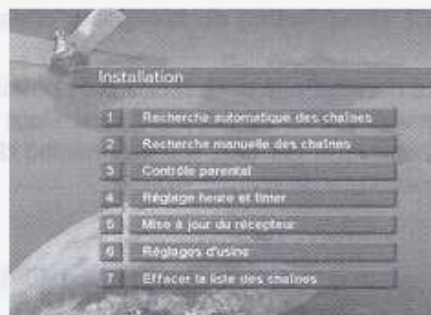 Installation
1 Recherche automatique des chaînes
2 Recherche manuelle des chaînes
3 Contrôle parental
4 Réglage heure et timer
5 Mise à jour du récepteur
6 Réglages d'usine
7 Effacer la liste des chaînes